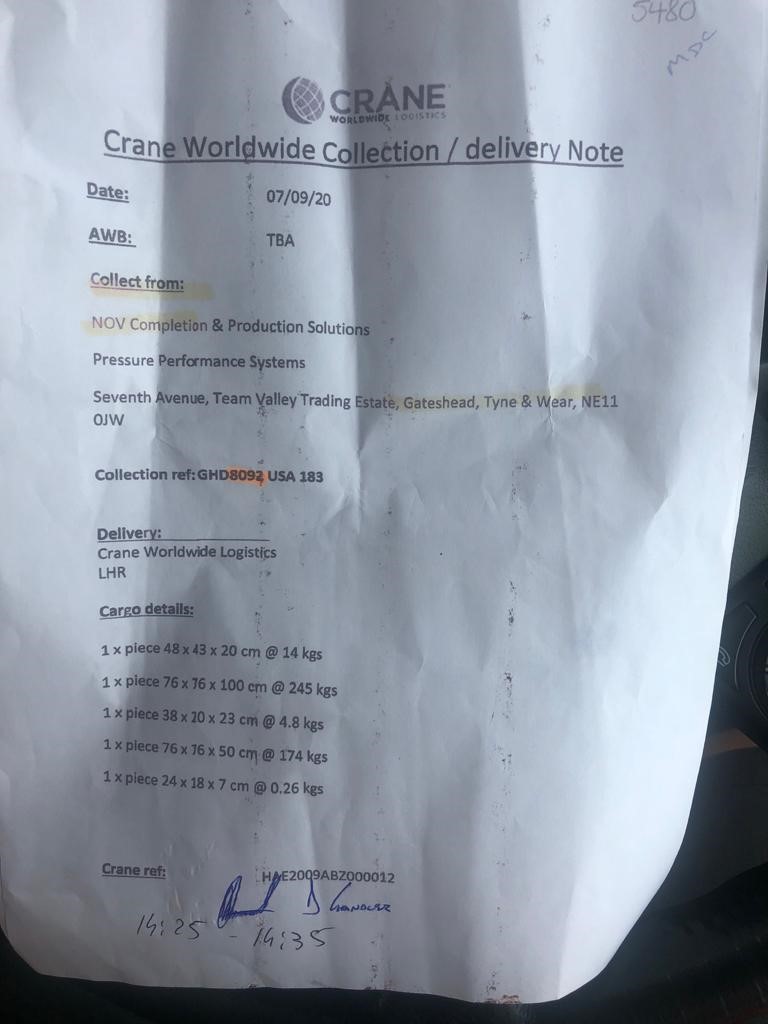 5480
MDC
CRANE
WORLDWIDE LOGISTICS
Crane Worldwide Collection / delivery Note
Date: 07/09/20
AWB: TBA
Collect from:
NOV Completion & Production Solutions
Pressure Performance Systems
Seventh Avenue, Team Valley Trading Estate, Gateshead, Tyne & Wear, NE11
0JW
Collection ref: GHD8092 USA 183
Delivery:
Crane Worldwide Logistics
LHR
Cargo details:
1 x piece 48 x 43 x 20 cm @ 14 kgs
1 x piece 76 x 76 x 100 cm @ 245 kgs
1 x piece 38 x 20 x 23 cm @ 4.8 kgs
1 x piece 76 x 76 x 50 cm @ 174 kgs
1 x piece 24 x 18 x 7 cm @ 0.26 kgs
Crane ref: HAE2009ABZ000012
D CHANDLER
14:25 - 14:35